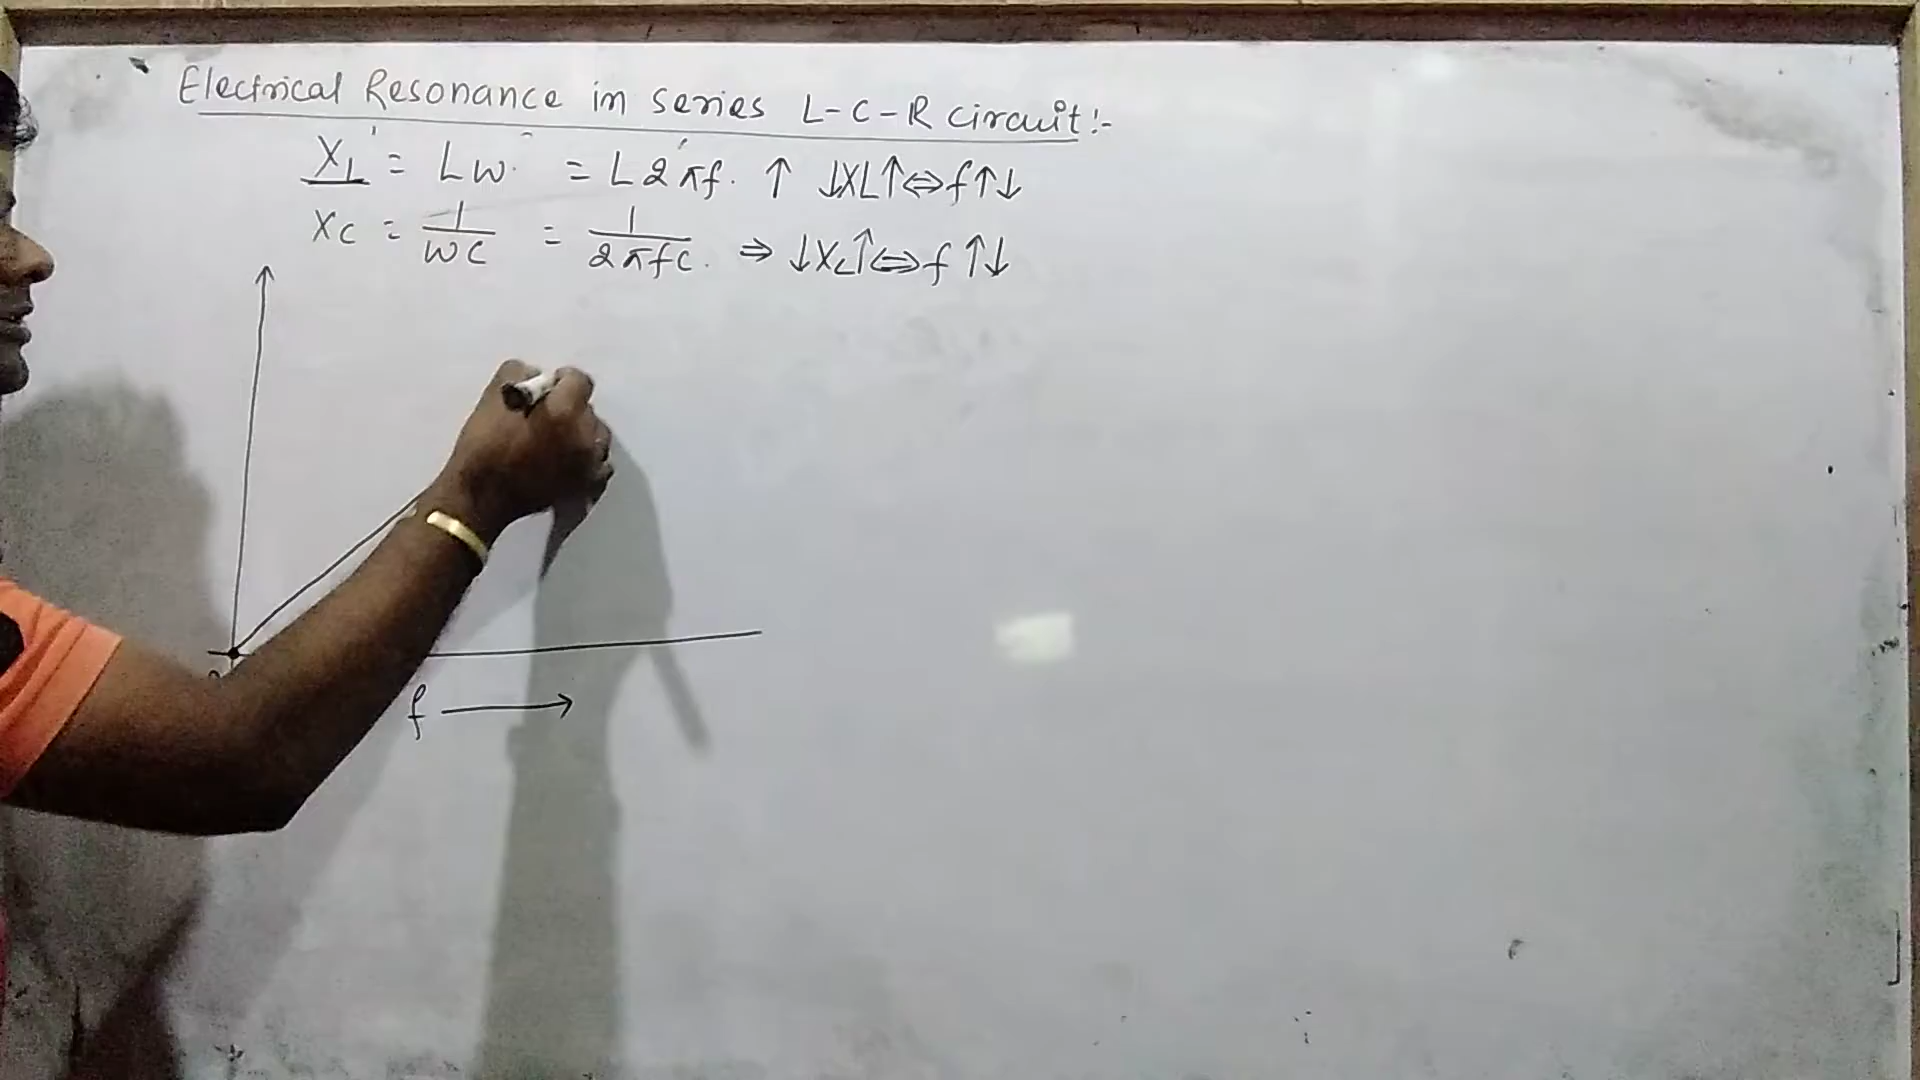 Electrical Resonance in series L-C-R circuit:-
XL = Lω = L2πf. ↑ ↓XL↑⇔f↑↓
XC = 1/ωC = 1/2πfC. ⇒ ↓XC↑⇔f↑↓
f →